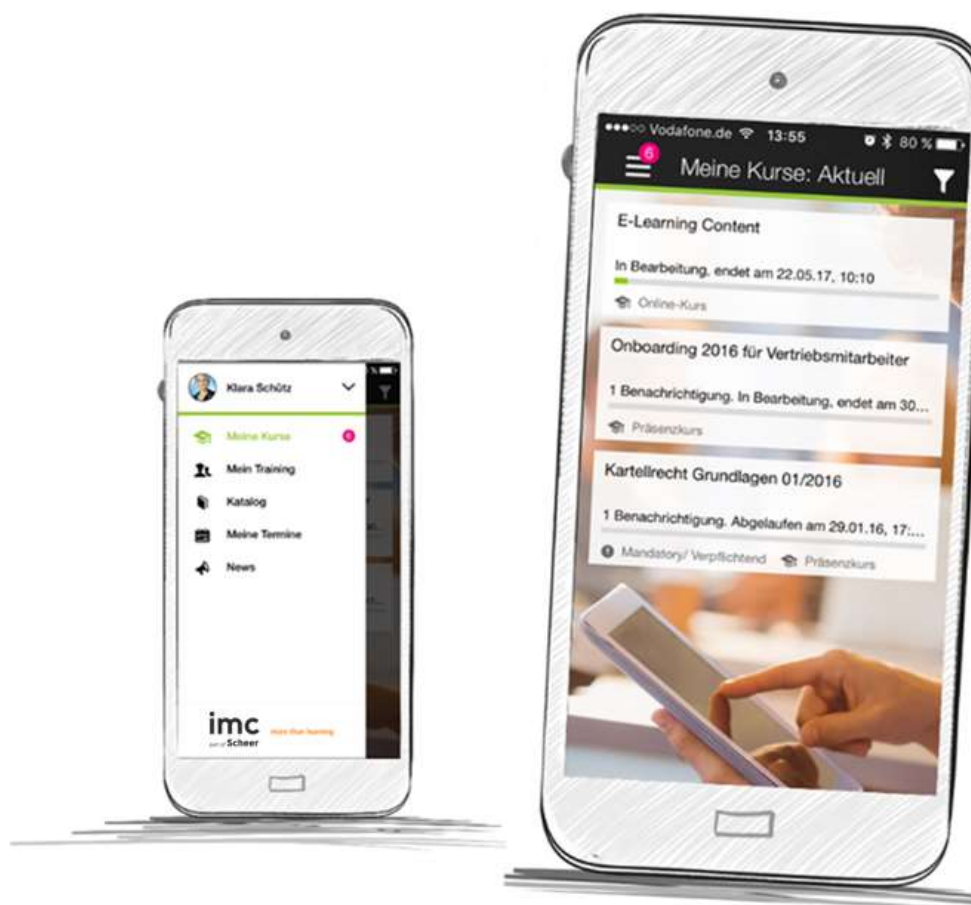 Klara Schütz
Meine Kurse 6
Mein Training
Katalog
Meine Termine
News
imc
part of Scheer
more than learning
Vodafone.de 13:55 80 %
6
Meine Kurse: Aktuell
E-Learning Content
In Bearbeitung, endet am 22.05.17, 10:10
Online-Kurs
Onboarding 2016 für Vertriebsmitarbeiter
1 Benachrichtigung. In Bearbeitung, endet am 30...
Präsenzkurs
Kartellrecht Grundlagen 01/2016
1 Benachrichtigung. Abgelaufen am 29.01.16, 17:...
Mandatory/ Verpflichtend Präsenzkurs